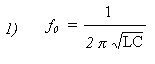 1) f₀ = 1 / 2 π √LC